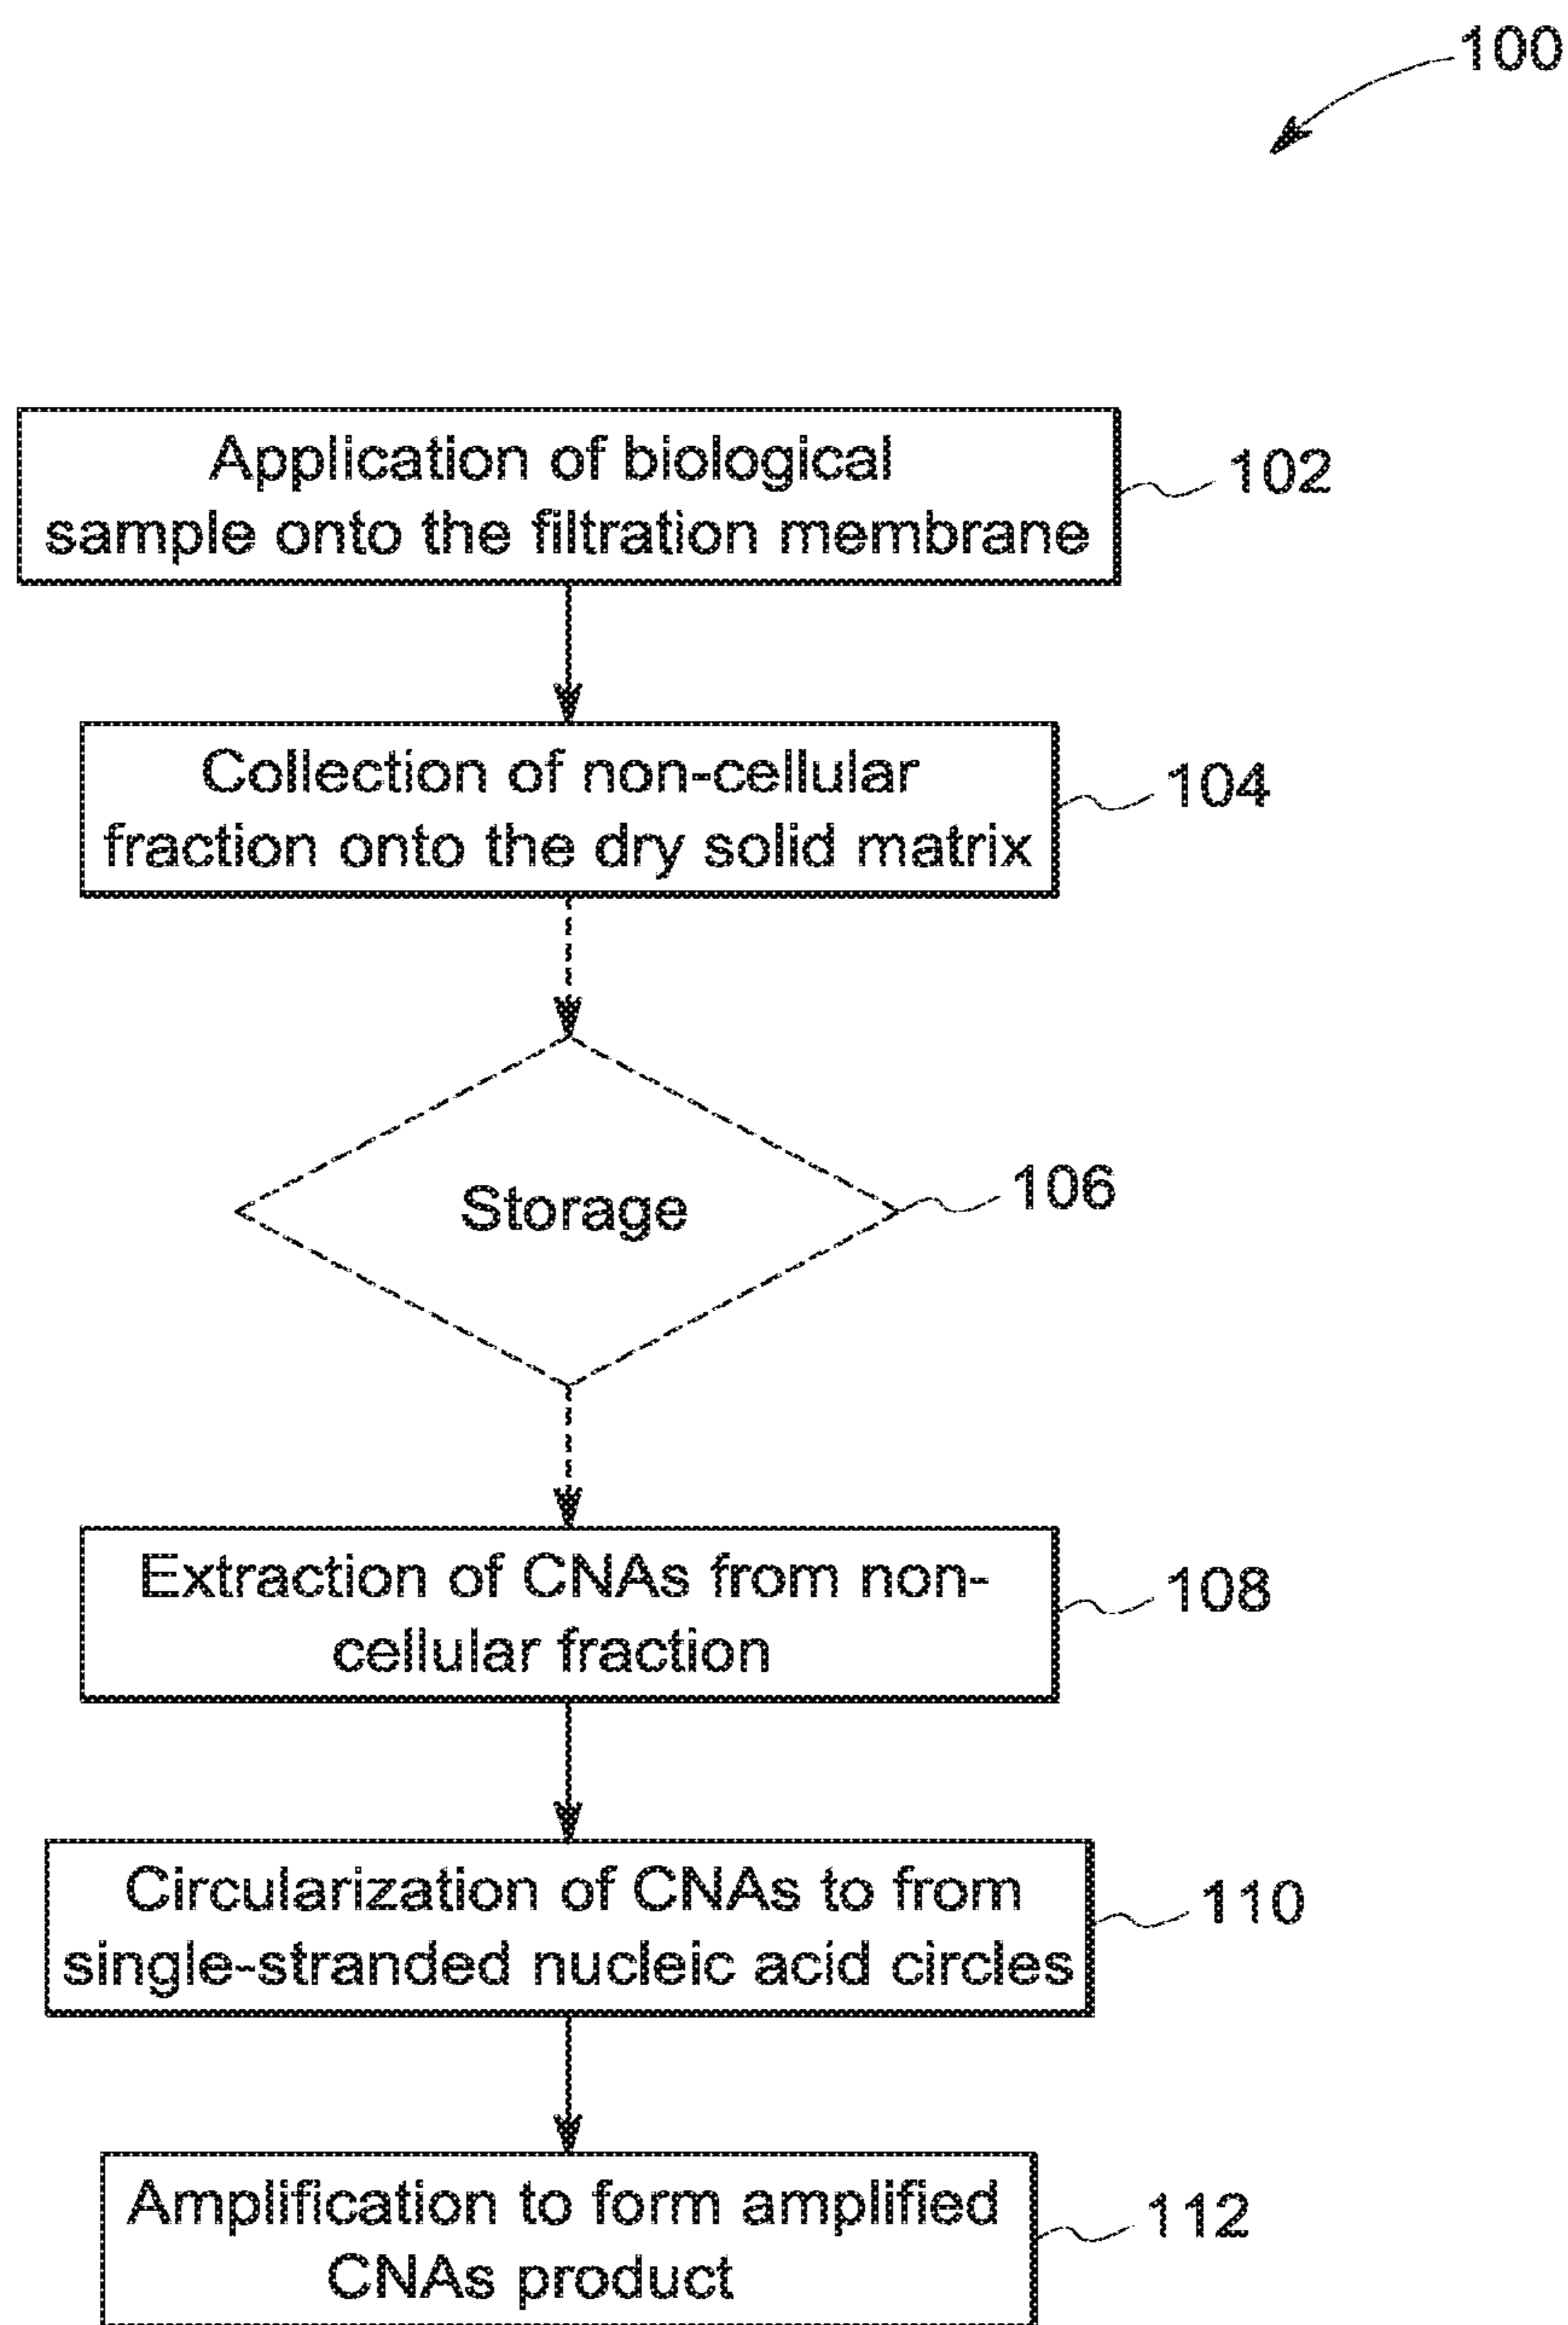 100
Application of biological
sample onto the filtration membrane
102
Collection of non-cellular
fraction onto the dry solid matrix
104
Storage
106
Extraction of CNAs from non-
cellular fraction
108
Circularization of CNAs to from
single-stranded nucleic acid circles
110
Amplification to form amplified
CNAs product
112